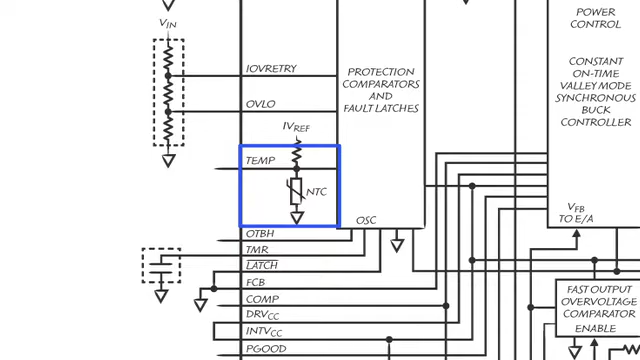 VIN
IOVRETRY
OVLO
IVREF
TEMP
NTC
OSC
OTBH
TMR
LATCH
FCB
COMP
DRVCC
INTVCC
PGOOD
PROTECTION
COMPARATORS
AND
FAULT LATCHES
POWER
CONTROL
CONSTANT
ON-TIME
VALLEY MODE
SYNCHRONOUS
BUCK
CONTROLLER
VFB
TO E/A
FAST OUTPUT
OVERVOLTAGE
COMPARATOR
ENABLE